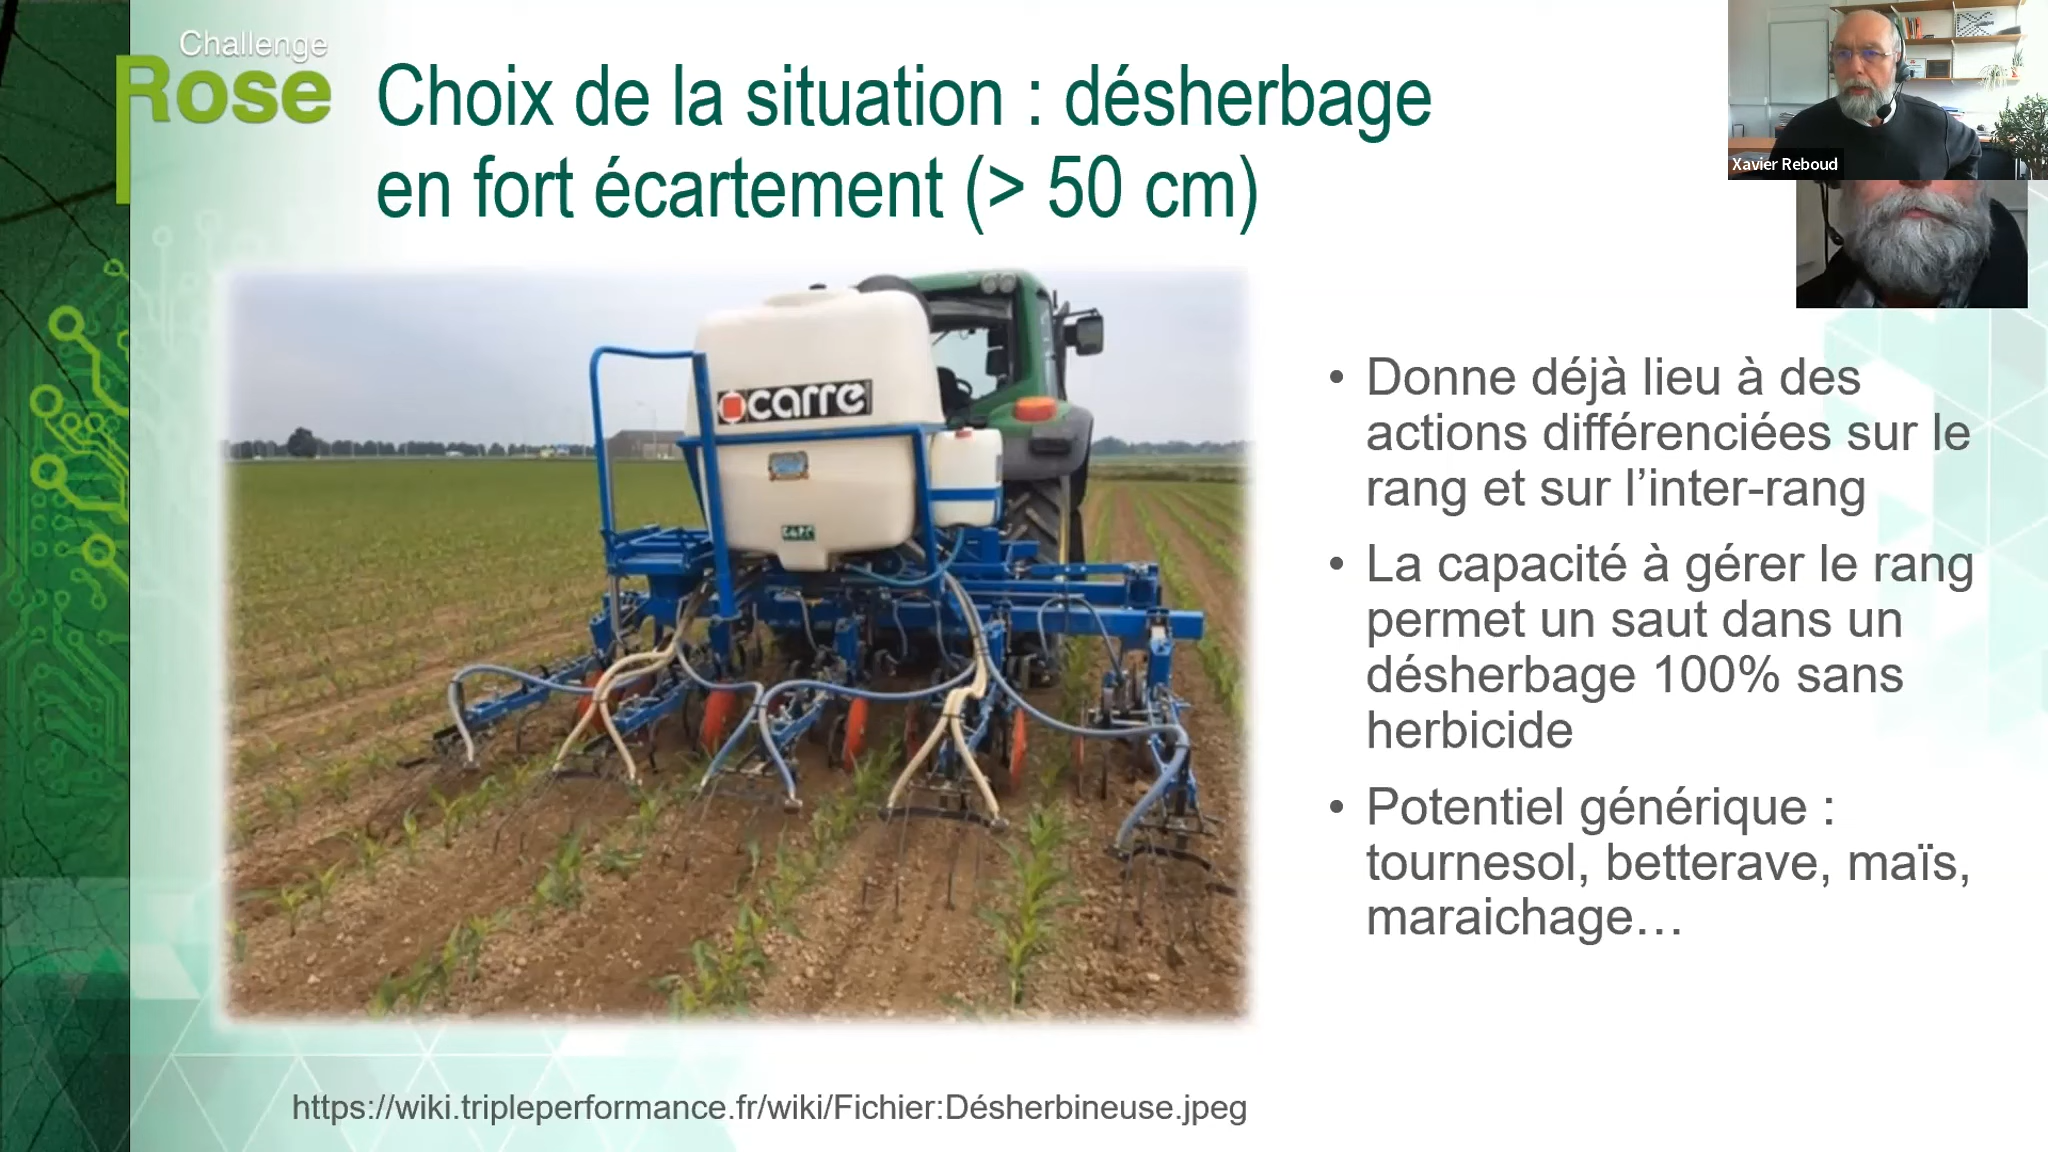 Challenge
Rose
Choix de la situation : désherbage
en fort écartement (> 50 cm)
Xavier Reboud
carre
• Donne déjà lieu à des
actions différenciées sur le
rang et sur l’inter-rang
• La capacité à gérer le rang
permet un saut dans un
désherbage 100% sans
herbicide
• Potentiel générique :
tournesol, betterave, maïs,
maraichage…
https://wiki.tripleperformance.fr/wiki/Fichier:Désherbineuse.jpeg